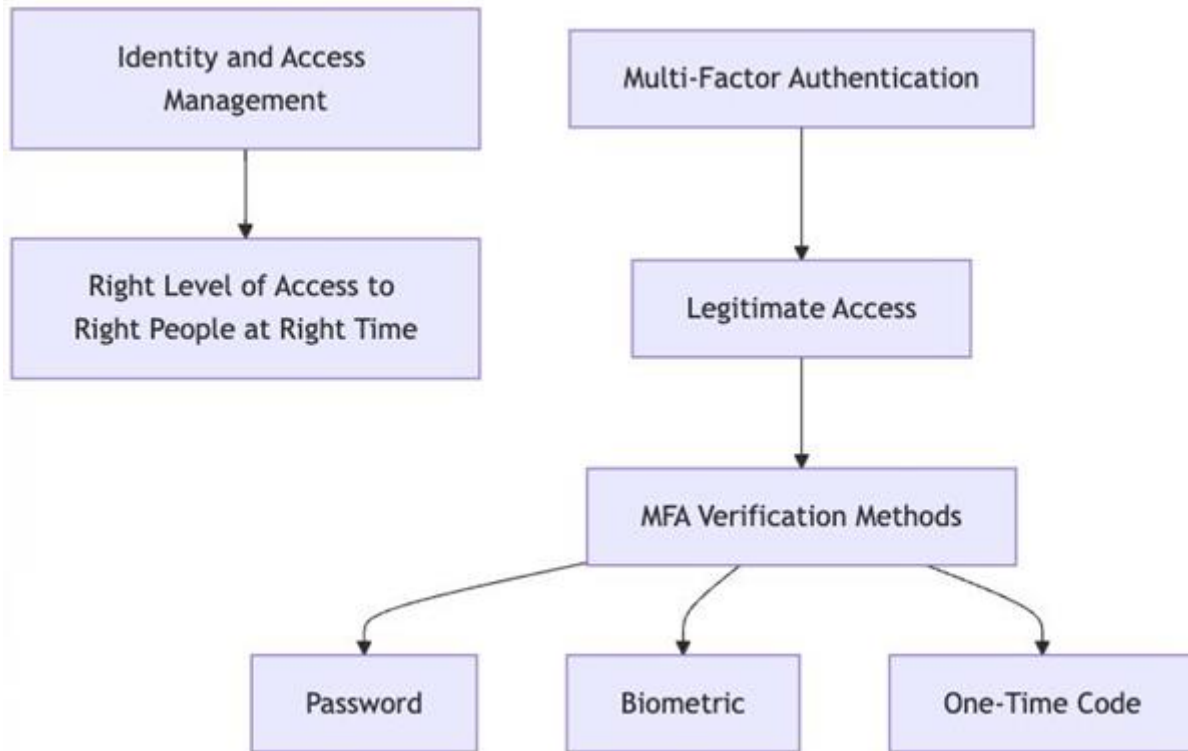 Identity and Access
Management
Multi-Factor Authentication
Right Level of Access to
Right People at Right Time
Legitimate Access
MFA Verification Methods
Password
Biometric
One-Time Code